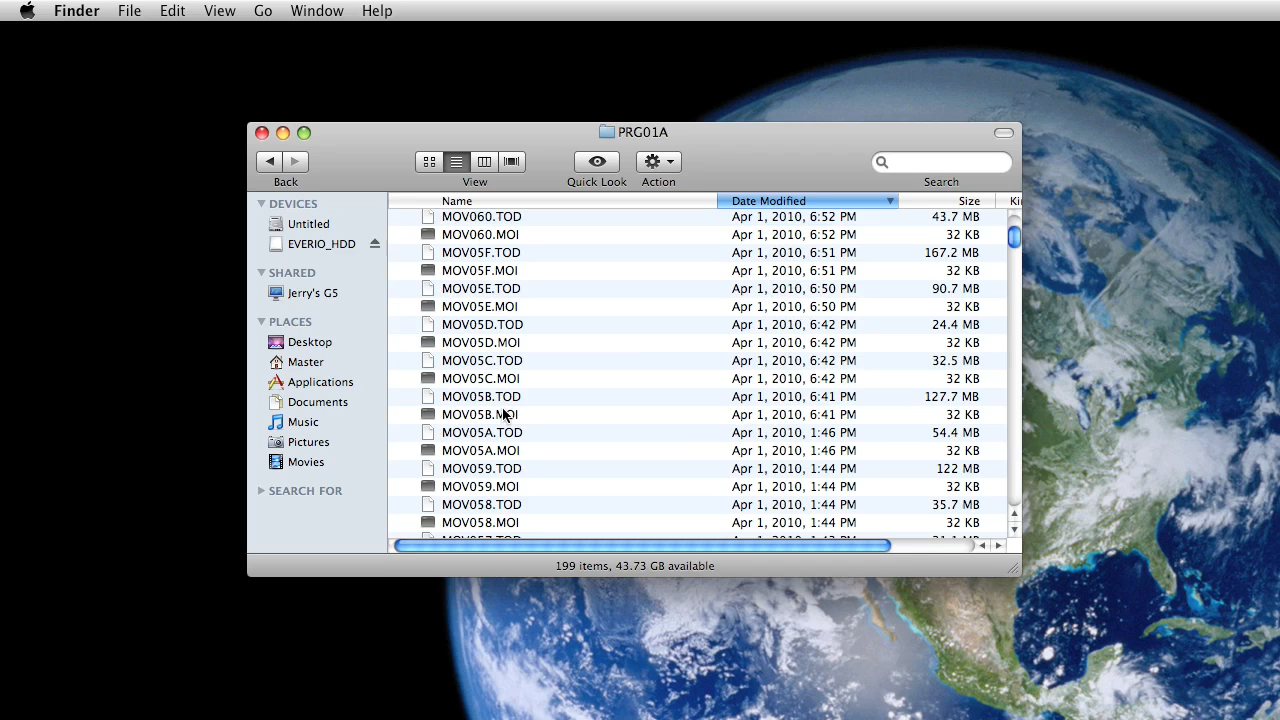 Finder File Edit View Go Window Help
PRG01A
Back View Quick Look Action Search
DEVICES
Untitled
EVERIO_HDD
SHARED
Jerry's G5
PLACES
Desktop
Master
Applications
Documents
Music
Pictures
Movies
SEARCH FOR
Name Date Modified Size
MOV060.TOD Apr 1, 2010, 6:52 PM 43.7 MB
MOV060.MOI Apr 1, 2010, 6:52 PM 32 KB
MOV05F.TOD Apr 1, 2010, 6:51 PM 167.2 MB
MOV05F.MOI Apr 1, 2010, 6:51 PM 32 KB
MOV05E.TOD Apr 1, 2010, 6:50 PM 90.7 MB
MOV05E.MOI Apr 1, 2010, 6:50 PM 32 KB
MOV05D.TOD Apr 1, 2010, 6:42 PM 24.4 MB
MOV05D.MOI Apr 1, 2010, 6:42 PM 32 KB
MOV05C.TOD Apr 1, 2010, 6:42 PM 32.5 MB
MOV05C.MOI Apr 1, 2010, 6:42 PM 32 KB
MOV05B.TOD Apr 1, 2010, 6:41 PM 127.7 MB
MOV05B.MOI Apr 1, 2010, 6:41 PM 32 KB
MOV05A.TOD Apr 1, 2010, 1:46 PM 54.4 MB
MOV05A.MOI Apr 1, 2010, 1:46 PM 32 KB
MOV059.TOD Apr 1, 2010, 1:44 PM 122 MB
MOV059.MOI Apr 1, 2010, 1:44 PM 32 KB
MOV058.TOD Apr 1, 2010, 1:44 PM 35.7 MB
MOV058.MOI Apr 1, 2010, 1:44 PM 32 KB
199 items, 43.73 GB available